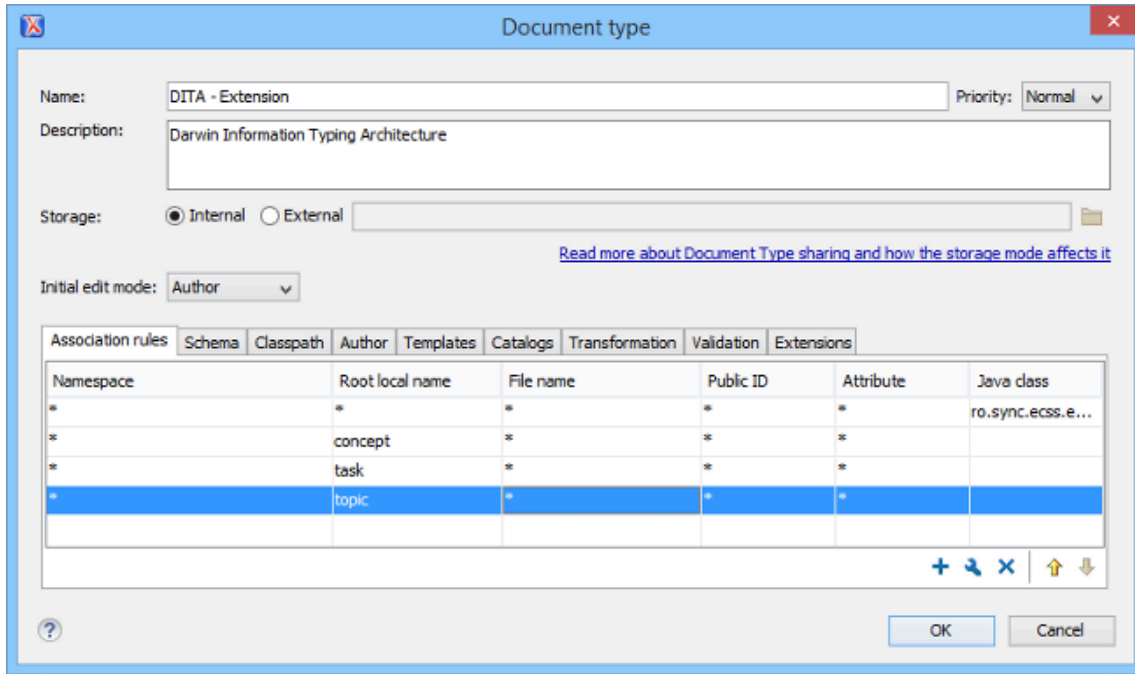 Document type
Name: DITA - Extension Priority: Normal
Description: Darwin Information Typing Architecture
Storage: Internal External
Read more about Document Type sharing and how the storage mode affects it
Initial edit mode: Author
Association rules Schema Classpath Author Templates Catalogs Transformation Validation Extensions
Namespace Root local name File name Public ID Attribute Java class
* * * * * ro.sync.ecss.e...
* concept * * *
* task * * *
* topic * * *
OK Cancel